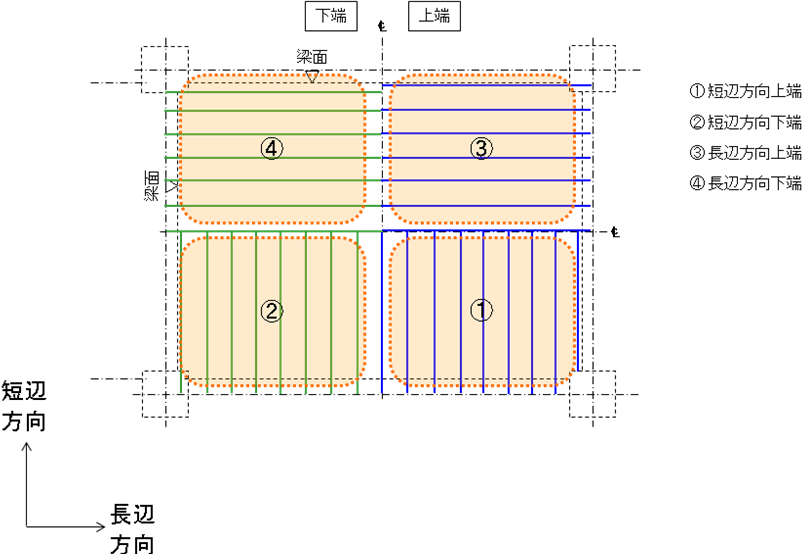 下端
上端
℄
梁面
④
③
①短辺方向上端
②短辺方向下端
③長辺方向上端
④長辺方向下端
梁面
℄
②
①
短辺
方向
長辺
方向